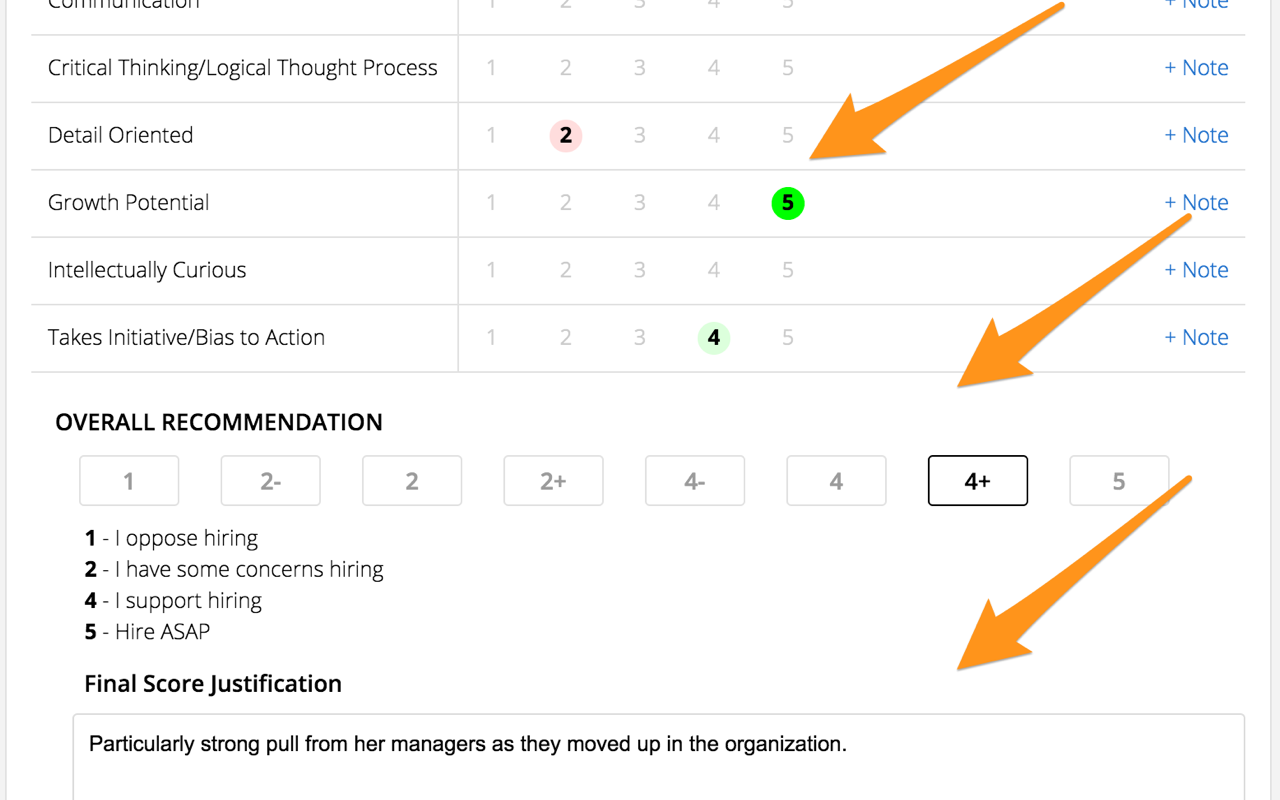 Communication 1 2 3 4 5 + Note
Critical Thinking/Logical Thought Process 1 2 3 4 5 + Note
Detail Oriented 1 2 3 4 5 + Note
Growth Potential 1 2 3 4 5 + Note
Intellectually Curious 1 2 3 4 5 + Note
Takes Initiative/Bias to Action 1 2 3 4 5 + Note
OVERALL RECOMMENDATION
1 2- 2 2+ 4- 4 4+ 5
1 - I oppose hiring
2 - I have some concerns hiring
4 - I support hiring
5 - Hire ASAP
Final Score Justification
Particularly strong pull from her managers as they moved up in the organization.